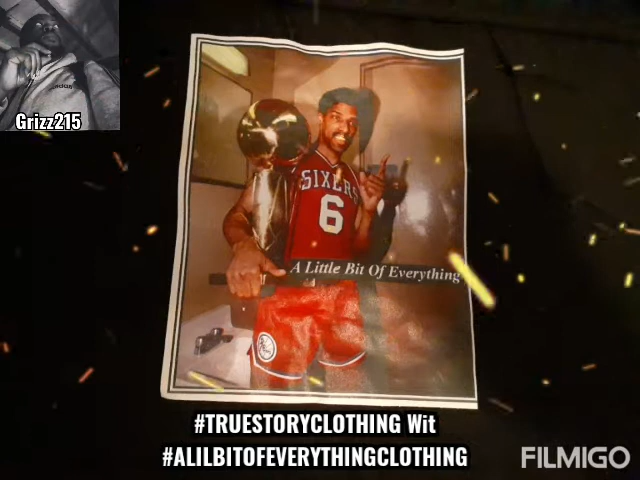 Grizz215
SIXERS
6
A Little Bit Of Everything
#TRUESTORYCLOTHING Wit
#ALILBITOFEVERYTHINGCLOTHING
FILMIGO